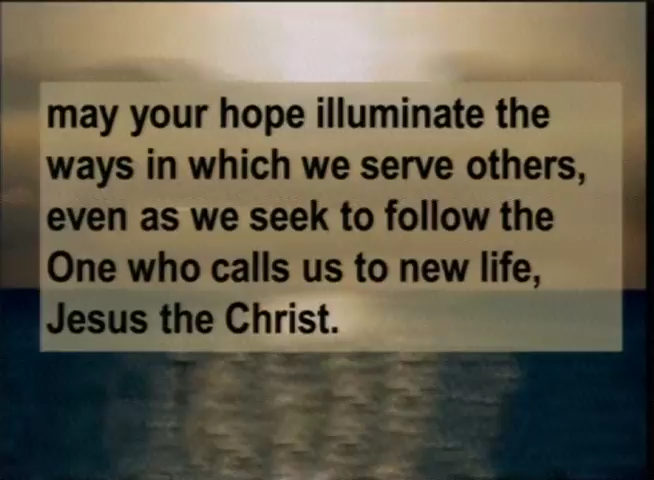 may your hope illuminate the
ways in which we serve others,
even as we seek to follow the
One who calls us to new life,
Jesus the Christ.